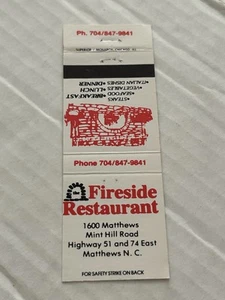 Ph. 704/847-9841
•STEAKS
•ITALIAN DISHES
•SEAFOOD
•VEGETABLES
•BREAKFAST
•LUNCH
•DINNER
Phone 704/847-9841
Fireside
Restaurant
1600 Matthews
Mint Hill Road
Highway 51 and 74 East
Matthews N. C.
FOR SAFETY STRIKE ON BACK